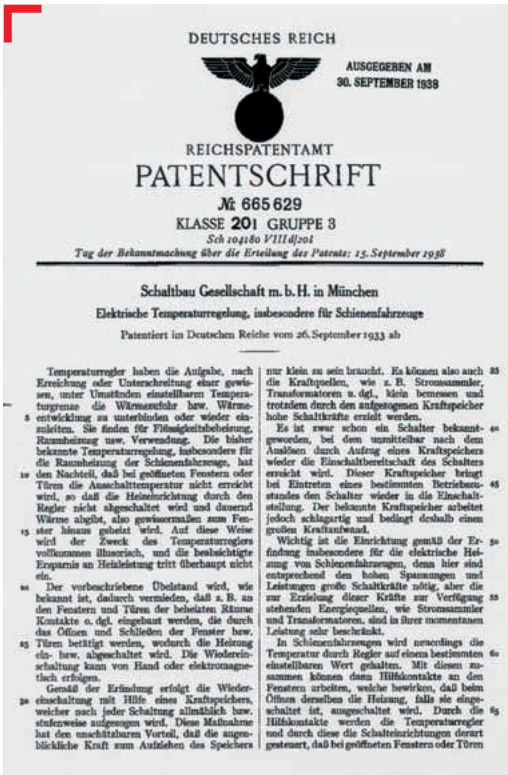 DEUTSCHES REICH
AUSGEGEBEN AM
30. SEPTEMBER 1938
REICHSPATENTAMT
PATENTSCHRIFT
№ 665629
KLASSE 20l GRUPPE 3
Sch 104180 VIIId/20l
Tag der Bekanntmachung über die Erteilung des Patents: 15. September 1938
Schaltbau Gesellschaft m. b. H. in München
Elektrische Temperaturregelung, insbesondere für Schienenfahrzeuge
Patentiert im Deutschen Reiche vom 26. September 1933 ab
Temperaturregler haben die Aufgabe, nach
Erreichung oder Unterschreitung einer gewis-
sen, unter Umständen einstellbaren Tempera-
turgrenze die Wärmezufuhr bzw. Wärme-
5 entwicklung zu unterbinden oder wieder ein-
zuleiten. Sie finden für Flüssigkeitsbeheizung,
Raumheizung usw. Verwendung. Die bisher
bekannte Temperaturregelung, insbesondere für
die Raumheizung der Schienenfahrzeuge, hat
10 den Nachteil, daß bei geöffneten Fenstern oder
Türen die Ausschalttemperatur nicht erreicht
wird, so daß die Heizeinrichtung durch den
Regler nicht abgeschaltet wird und dauernd
Wärme abgibt, also gewissermaßen zum Fen-
15 ster hinaus geheizt wird. Auf diese Weise
wird der Zweck des Temperaturreglers
vollkommen illusorisch, und die beabsichtigte
Ersparnis an Heizleistung tritt überhaupt nicht
ein.
20 Der vorbeschriebene Übelstand wird, wie
bekannt ist, dadurch vermieden, daß z. B. an
den Fenstern und Türen der beheizten Räume
Kontakte o. dgl. eingebaut werden, die durch
das Öffnen und Schließen der Fenster bzw.
25 Türen betätigt werden, wodurch die Heizung
ein- bzw. abgeschaltet wird. Die Wiederein-
schaltung kann von Hand oder elektromagne-
tisch erfolgen.
Gemäß der Erfindung erfolgt die Wieder-
30 einschaltung mit Hilfe eines Kraftspeichers,
welcher nach jeder Schaltung allmählich bzw.
stufenweise aufgezogen wird. Diese Maßnahme
hat den unschätzbaren Vorteil, daß die augen-
blickliche Kraft zum Aufziehen des Speichers
nur klein zu sein braucht. Es können also auch 35
die Kraftquellen, wie z. B. Stromsammler,
Transformatoren u. dgl., klein bemessen und
trotzdem durch den aufgezogenen Kraftspeicher
hohe Schaltkräfte erzielt werden.
Es ist zwar schon ein Schalter bekannt- 40
geworden, bei dem unmittelbar nach dem
Auslösen durch Aufzug eines Kraftspeichers
wieder die Einschaltbereitschaft des Schalters
erreicht wird. Dieser Kraftspeicher bringt
bei Eintreten eines bestimmten Betriebszu- 45
standes den Schalter wieder in die Einschalt-
stellung. Der bekannte Kraftspeicher arbeitet
jedoch schlagartig und bedingt deshalb einen
großen Kraftaufwand.
Wichtig ist die Einrichtung gemäß der Er- 50
findung insbesondere für die elektrische Hei-
zung von Schienenfahrzeugen, denn hier sind
entsprechend den hohen Spannungen und
Leistungen große Schaltkräfte nötig, aber die
zur Erzielung dieser Kräfte zur Verfügung 55
stehenden Energiequellen, wie Stromsammler
und Transformatoren, sind in ihrer momentanen
Leistung sehr beschränkt.
In Schienenfahrzeugen wird neuerdings die
Temperatur durch Regler auf einem bestimmten 60
einstellbaren Wert gehalten. Mit diesen zu-
sammen können dann Hilfskontakte an den
Fenstern arbeiten, welche bewirken, daß beim
Öffnen derselben die Heizung, falls sie einge-
schaltet ist, ausgeschaltet wird. Durch die 65
Hilfskontakte werden die Temperaturregler
und durch diese die Schalteinrichtungen derart
gesteuert, daß bei geöffneten Fenstern oder Türen